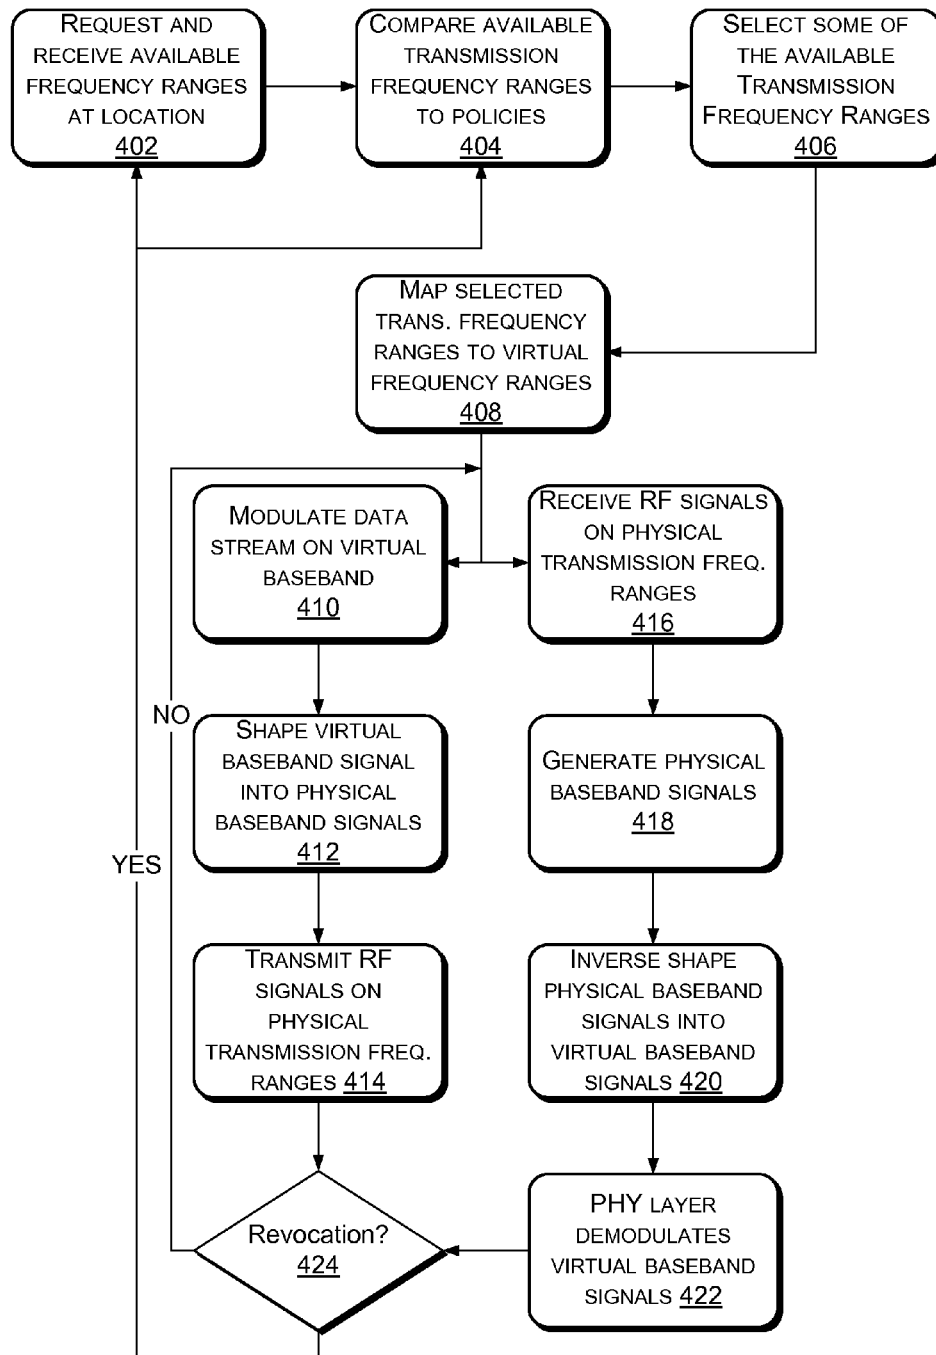 REQUEST AND
RECEIVE AVAILABLE
FREQUENCY RANGES
AT LOCATION
402
COMPARE AVAILABLE
TRANSMISSION
FREQUENCY RANGES
TO POLICIES
404
SELECT SOME OF
THE AVAILABLE
TRANSMISSION
FREQUENCY RANGES
406
MAP SELECTED
TRANS. FREQUENCY
RANGES TO VIRTUAL
FREQUENCY RANGES
408
MODULATE DATA
STREAM ON VIRTUAL
BASEBAND
410
RECEIVE RF SIGNALS
ON PHYSICAL
TRANSMISSION FREQ.
RANGES
416
NO
SHAPE VIRTUAL
BASEBAND SIGNAL
INTO PHYSICAL
BASEBAND SIGNALS
412
GENERATE PHYSICAL
BASEBAND SIGNALS
418
YES
TRANSMIT RF
SIGNALS ON
PHYSICAL
TRANSMISSION FREQ.
RANGES 414
INVERSE SHAPE
PHYSICAL BASEBAND
SIGNALS INTO
VIRTUAL BASEBAND
SIGNALS 420
Revocation?
424
PHY LAYER
DEMODULATES
VIRTUAL BASEBAND
SIGNALS 422